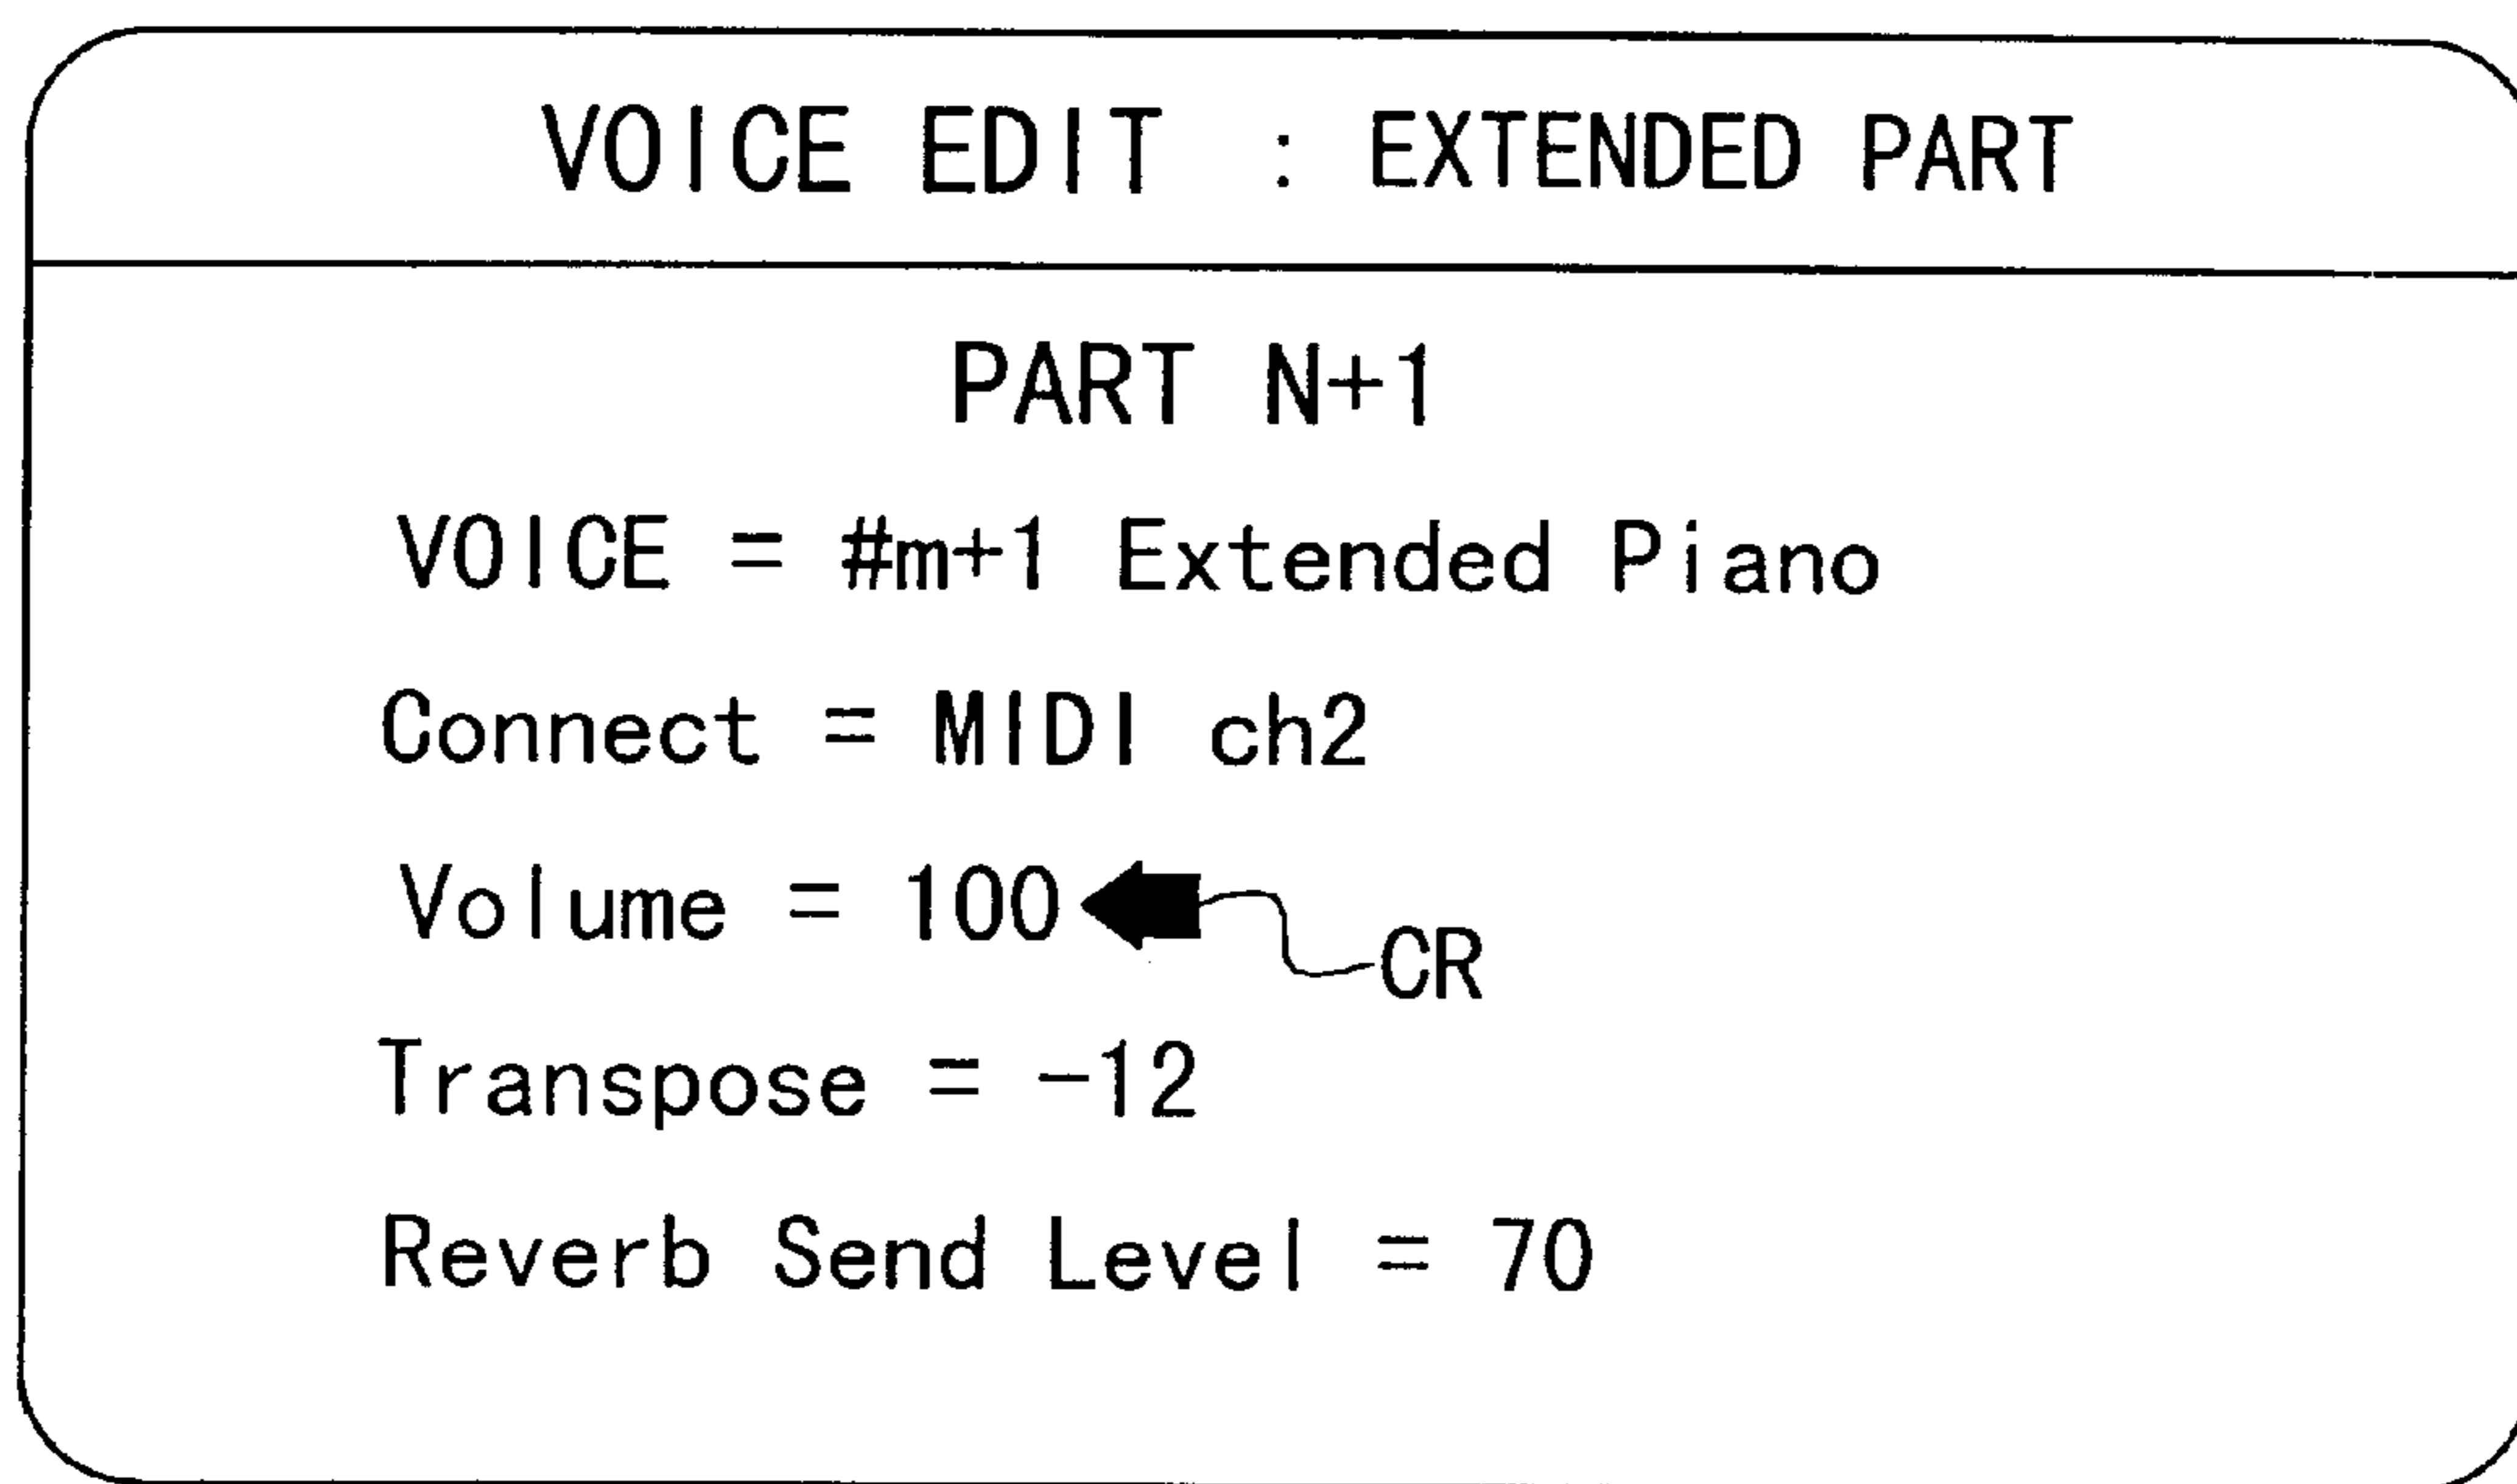 VOICE EDIT : EXTENDED PART
PART N+1
VOICE = #m+1 Extended Piano
Connect = MIDI ch2
Volume = 100
CR
Transpose = -12
Reverb Send Level = 70